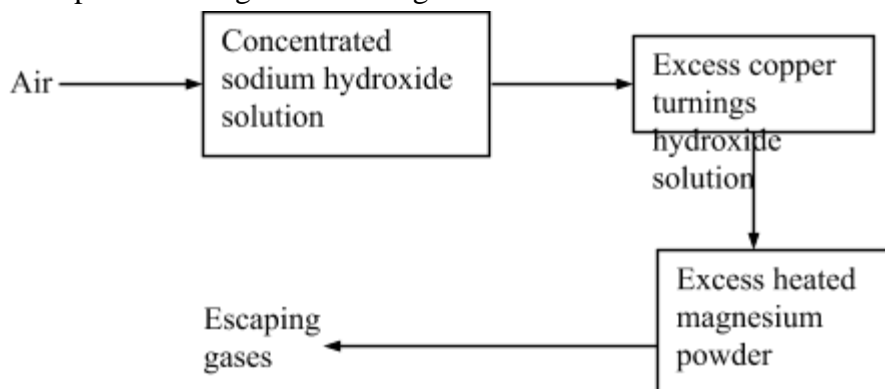 Air
Concentrated
sodium hydroxide
solution
Excess copper
turnings
hydroxide
solution
Excess heated
magnesium
powder
Escaping
gases